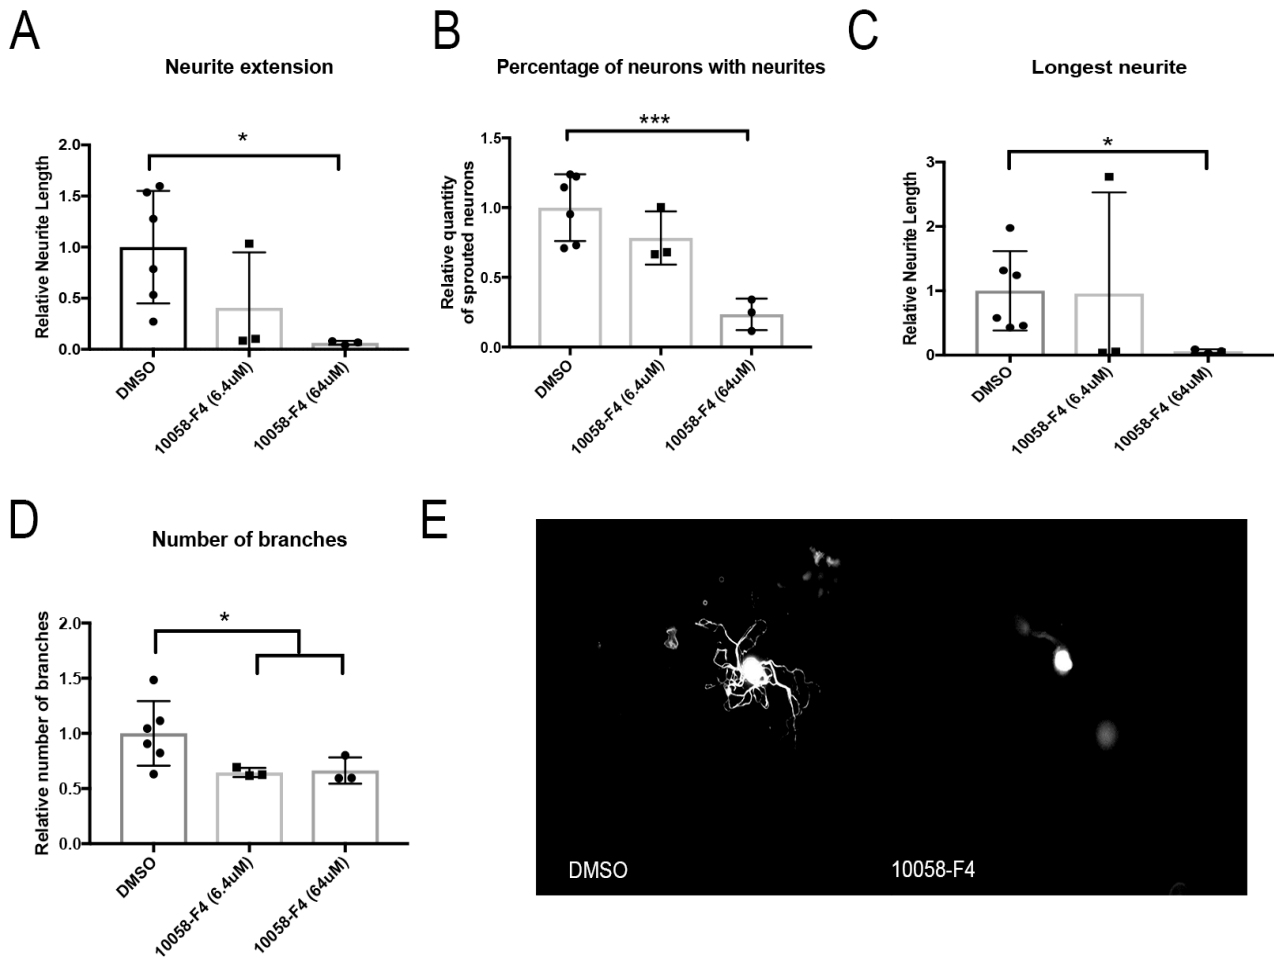 A
Neurite extension
*
Relative Neurite Length
2.0
1.5
1.0
0.5
0.0
DMSO
10058-F4 (6.4uM)
10058-F4 (64uM)
B
Percentage of neurons with neurites
***
Relative quantity
of sprouted neurons
1.5
1.0
0.5
0.0
DMSO
10058-F4 (6.4uM)
10058-F4 (64uM)
C
Longest neurite
*
Relative Neurite Length
3
2
1
0
DMSO
10058-F4 (6.4uM)
10058-F4 (64uM)
D
Number of branches
*
Relative number of branches
2.0
1.5
1.0
0.5
0.0
DMSO
10058-F4 (6.4uM)
10058-F4 (64uM)
E
DMSO
10058-F4